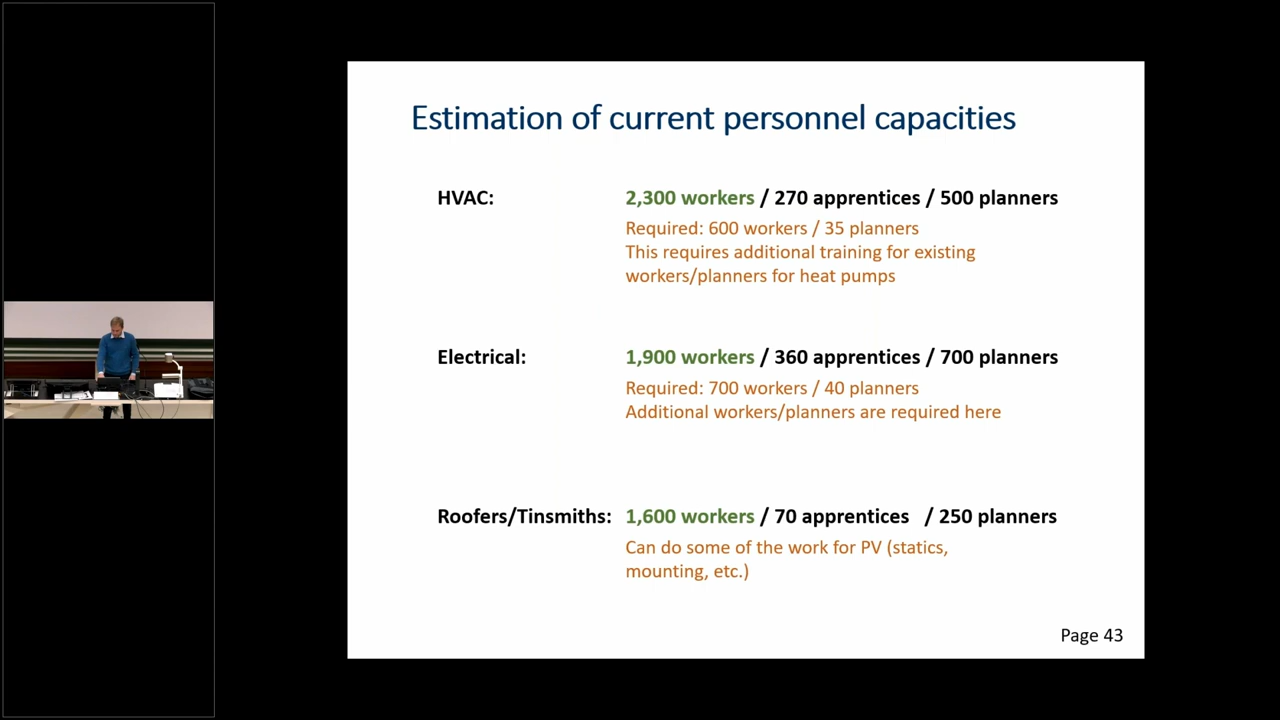 Estimation of current personnel capacities
HVAC: 2,300 workers / 270 apprentices / 500 planners
Required: 600 workers / 35 planners
This requires additional training for existing
workers/planners for heat pumps
Electrical: 1,900 workers / 360 apprentices / 700 planners
Required: 700 workers / 40 planners
Additional workers/planners are required here
Roofers/Tinsmiths: 1,600 workers / 70 apprentices / 250 planners
Can do some of the work for PV (statics,
mounting, etc.)
Page 43